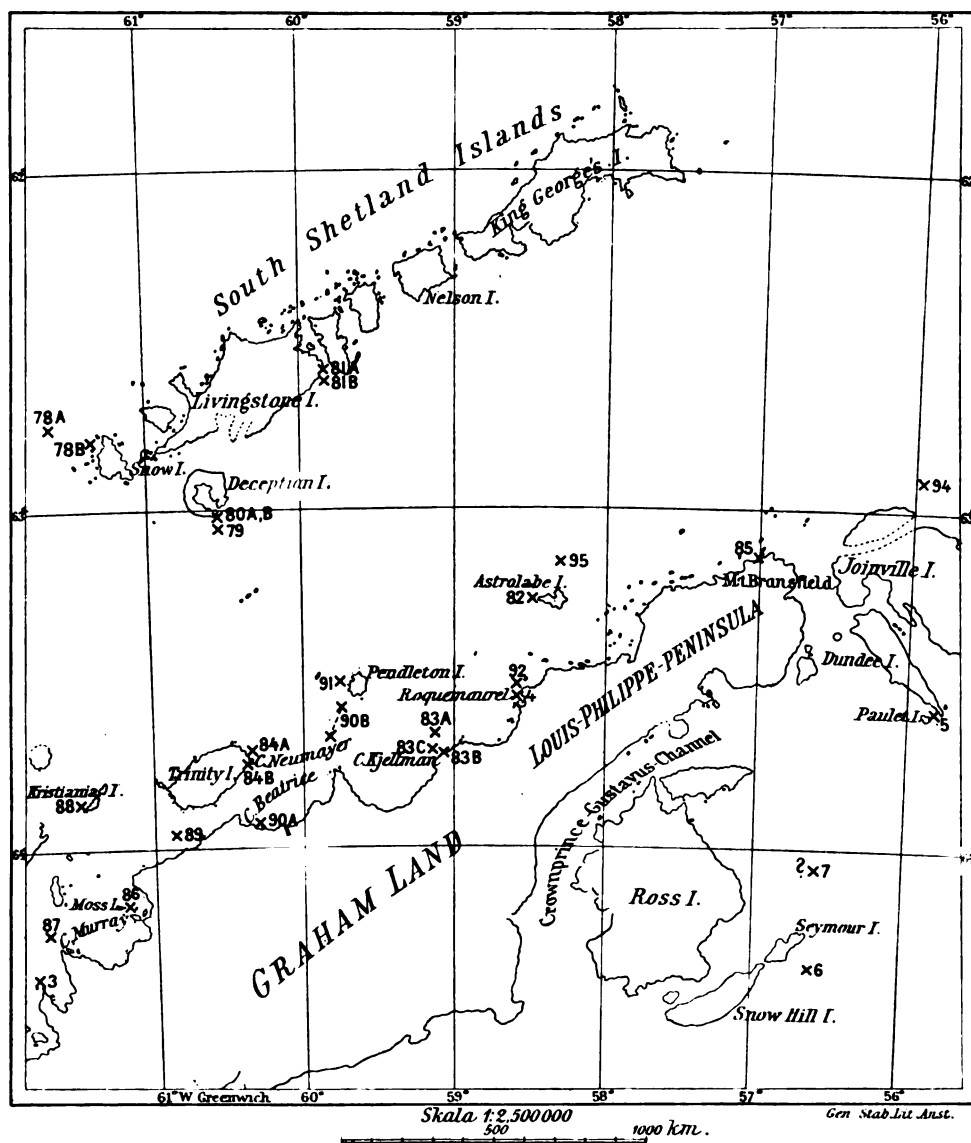 61°
60°
59°
58°
57°
56°
South Shetland Islands
King George's I.
Nelson I.
81A
81B
Livingstone I.
78A
78B
Snow I.
Deception I.
80A,B
79
94
95
85
Joinville I.
Astrolabe I.
82
Mt Bransfield
LOUIS-PHILIPPE-PENINSULA
Dundee I.
Pendleton I.
91
92
Roquemaurel
4
Paulet I.
5
90B
83A
84A
C. Neumayer
83C
C. Kjellman
83B
Trinity I.
84B
C. Beatrice
Kristiania I.
88
90A
89
Crownprince-Gustavus-Channel
GRAHAM LAND
7
Ross I.
86
Moss I.
87
C. Murray
Seymour I.
3
6
Snow Hill I.
61° W Greenwich
60°
59°
58°
57°
56°
Skala 1:2,500000
Gen Stab. Lit. Anst.
500
1000 km.